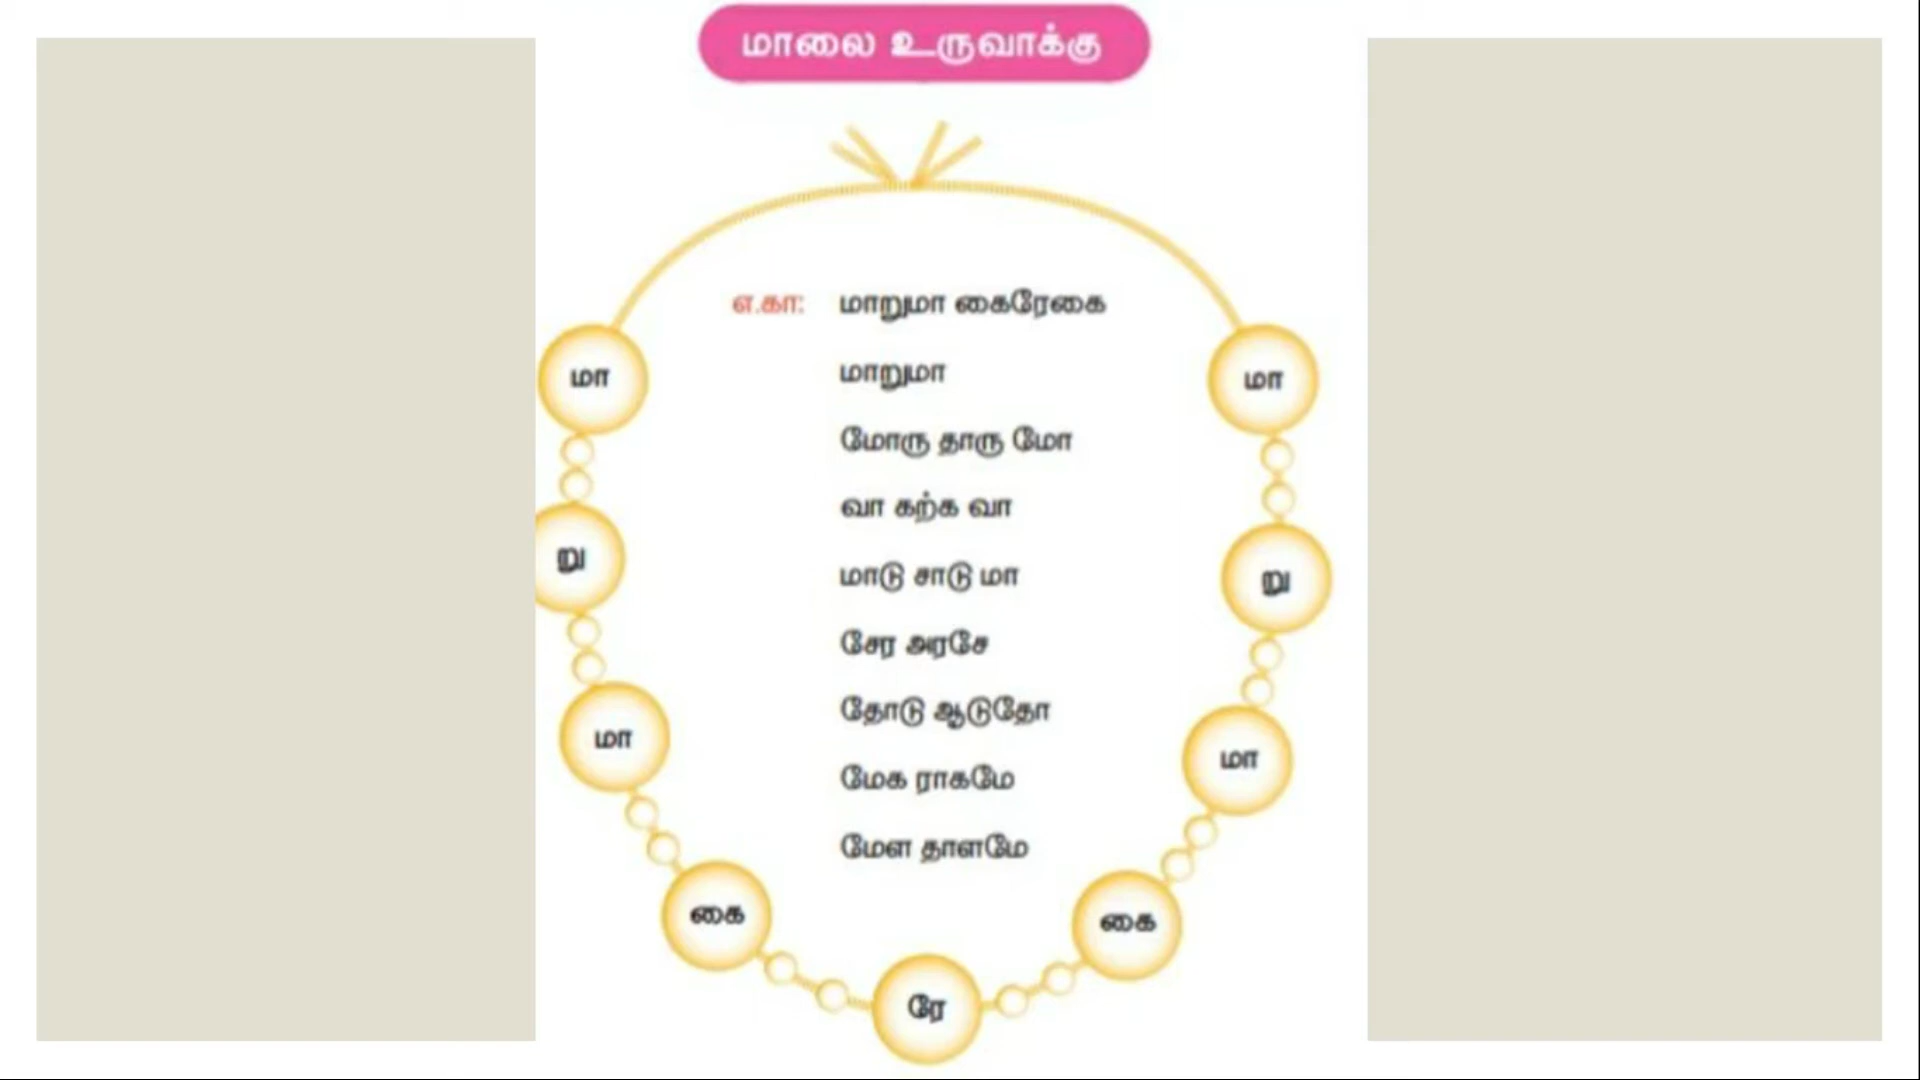 மாலை உருவாக்கு
எ.கா: மாறுமா கைரேகை
மாறுமா
மோரு தாரு மோ
வா கற்க வா
மாடு சாடு மா
சேர அரசே
தோடு ஆடுதோ
மேக ராகமே
மேள தாளமே
மா
று
மா
கை
ரே
கை
மா
று
மா